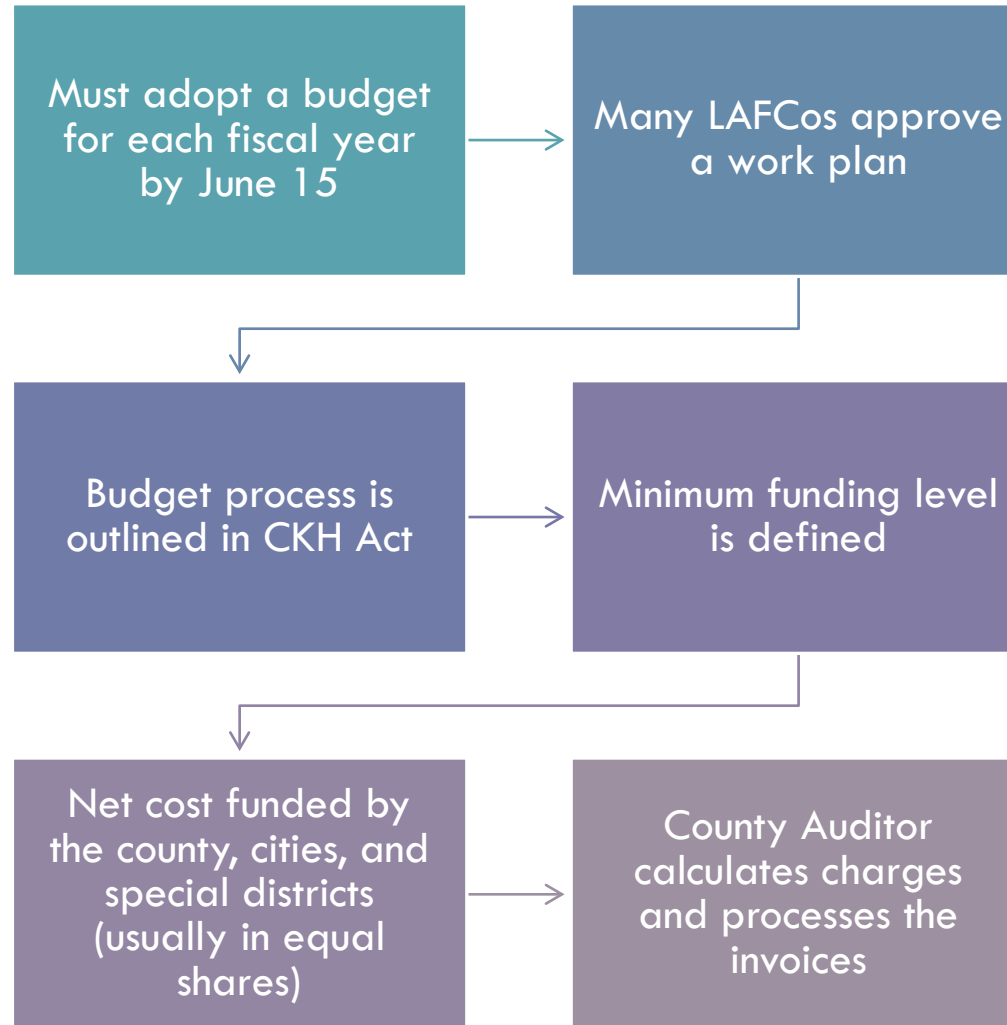 Must adopt a budget
for each fiscal year
by June 15
Many LAFCos approve
a work plan
Budget process is
outlined in CKH Act
Minimum funding level
is defined
Net cost funded by
the county, cities, and
special districts
(usually in equal
shares)
County Auditor
calculates charges
and processes the
invoices